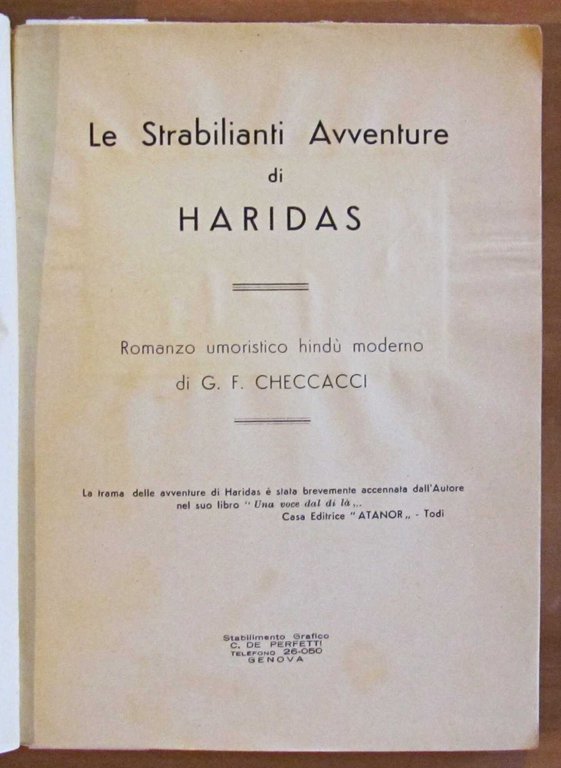 Le Strabilianti Avventure
di
HARIDAS
Romanzo umoristico hindù moderno
di G. F. CHECCACCI
La trama delle avventure di Haridas è stata brevemente accennata dall'Autore
nel suo libro "Una voce dal di là „.
Casa Editrice "ATANOR„ - Todi
Stabilimento Grafico
C. DE PERFETTI
TELEFONO 26-050
GENOVA